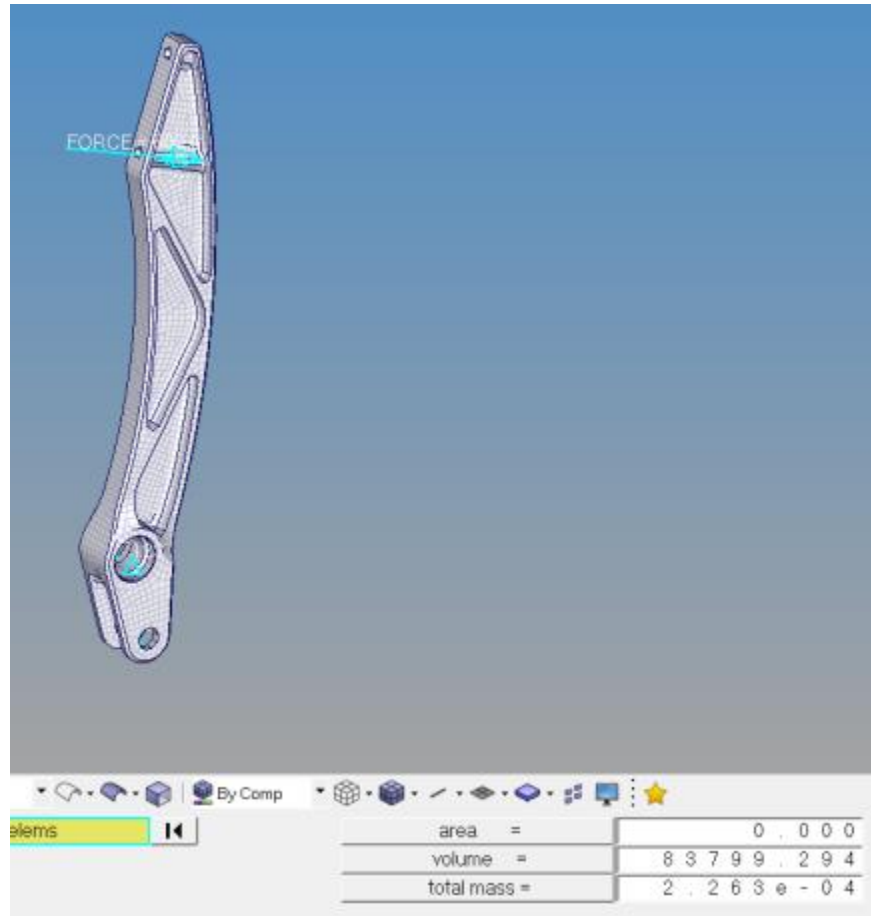 FORCE
By Comp
elems
area =
0.000
volume =
83799.294
total mass =
2.263e-04